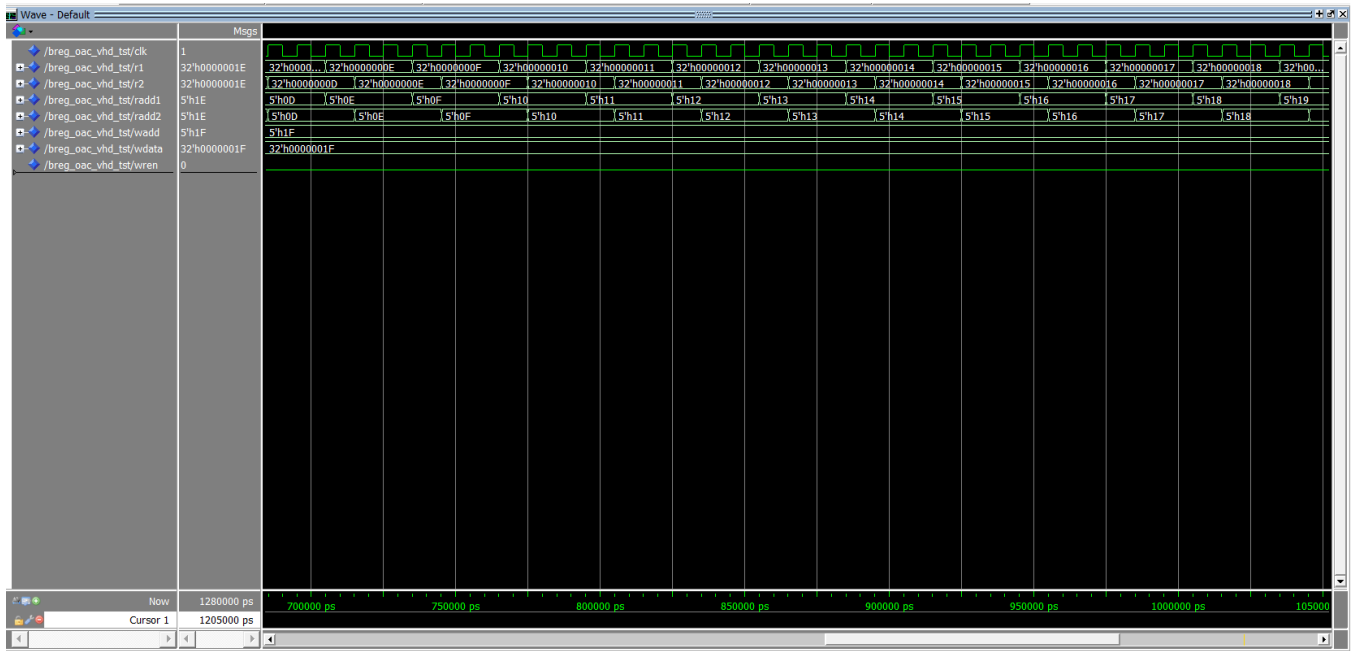 Wave - Default
Msgs
/breg_oac_vhd_tst/clk 1
/breg_oac_vhd_tst/r1 32'h0000001E 32'h0000... 32'h0000000E 32'h0000000F 32'h00000010 32'h00000011 32'h00000012 32'h00000013 32'h00000014 32'h00000015 32'h00000016 32'h00000017 32'h00000018 32'h00...
/breg_oac_vhd_tst/r2 32'h0000001E 32'h0000000D 32'h0000000E 32'h0000000F 32'h00000010 32'h00000011 32'h00000012 32'h00000013 32'h00000014 32'h00000015 32'h00000016 32'h00000017 32'h00000018
/breg_oac_vhd_tst/radd1 5'h1E 5'h0D 5'h0E 5'h0F 5'h10 5'h11 5'h12 5'h13 5'h14 5'h15 5'h16 5'h17 5'h18 5'h19
/breg_oac_vhd_tst/radd2 5'h1E 5'h0D 5'h0E 5'h0F 5'h10 5'h11 5'h12 5'h13 5'h14 5'h15 5'h16 5'h17 5'h18
/breg_oac_vhd_tst/wadd 5'h1F 5'h1F
/breg_oac_vhd_tst/wdata 32'h0000001F 32'h0000001F
/breg_oac_vhd_tst/wren 0
Now 1280000 ps 700000 ps 750000 ps 800000 ps 850000 ps 900000 ps 950000 ps 1000000 ps 105000
Cursor 1 1205000 ps